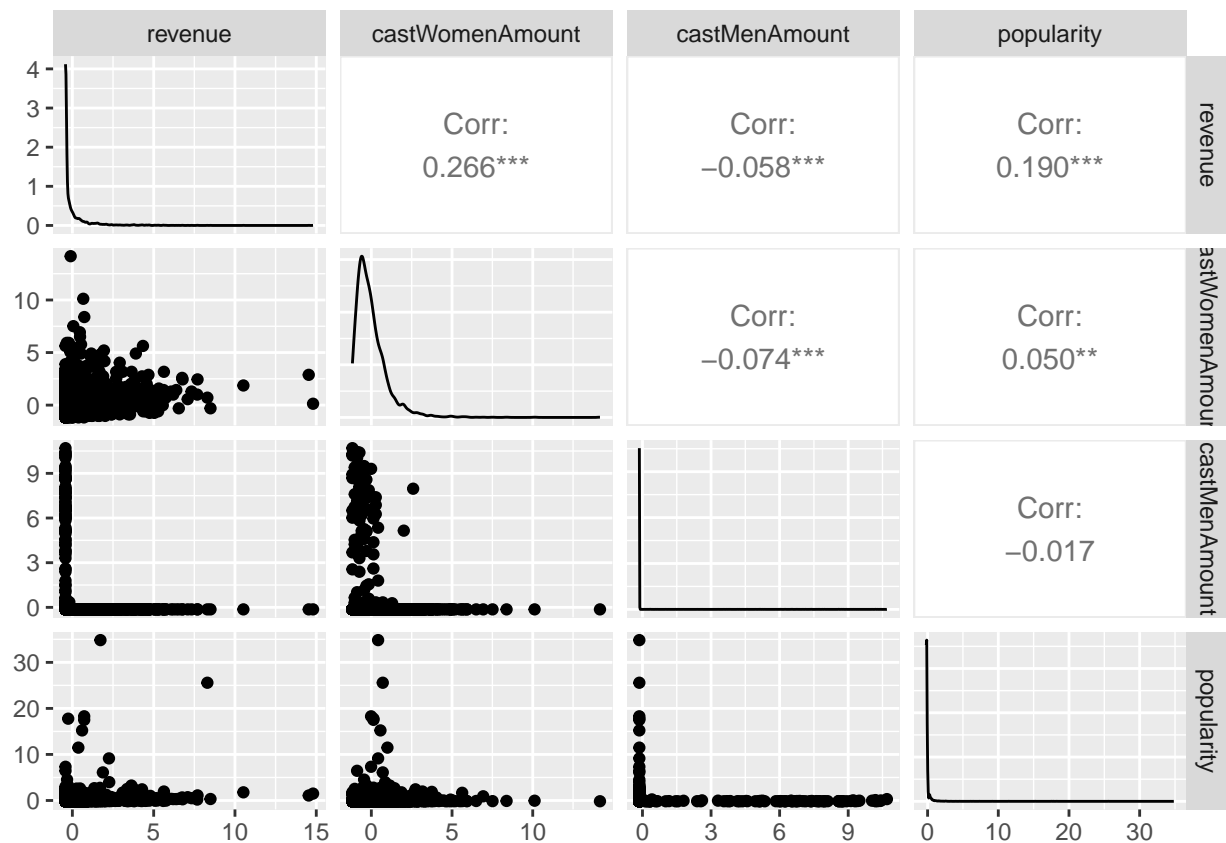 revenue castWomenAmount castMenAmount popularity
4
3
2
1
0
Corr:
0.266***
Corr:
−0.058***
Corr:
0.190***
revenue
10
5
0
Corr:
−0.074***
Corr:
0.050**
astWomenAmoun
9
6
3
0
Corr:
−0.017
castMenAmount
30
20
10
0
popularity
0 5 10 15
0 5 10
0 3 6 9
0 10 20 30